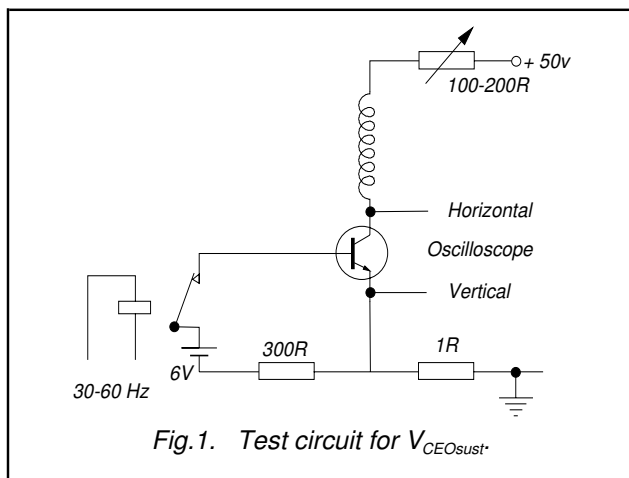 + 50v
100-200R
Horizontal
Oscilloscope
Vertical
300R
1R
6V
30-60 Hz
Fig.1. Test circuit for VCEOsust.